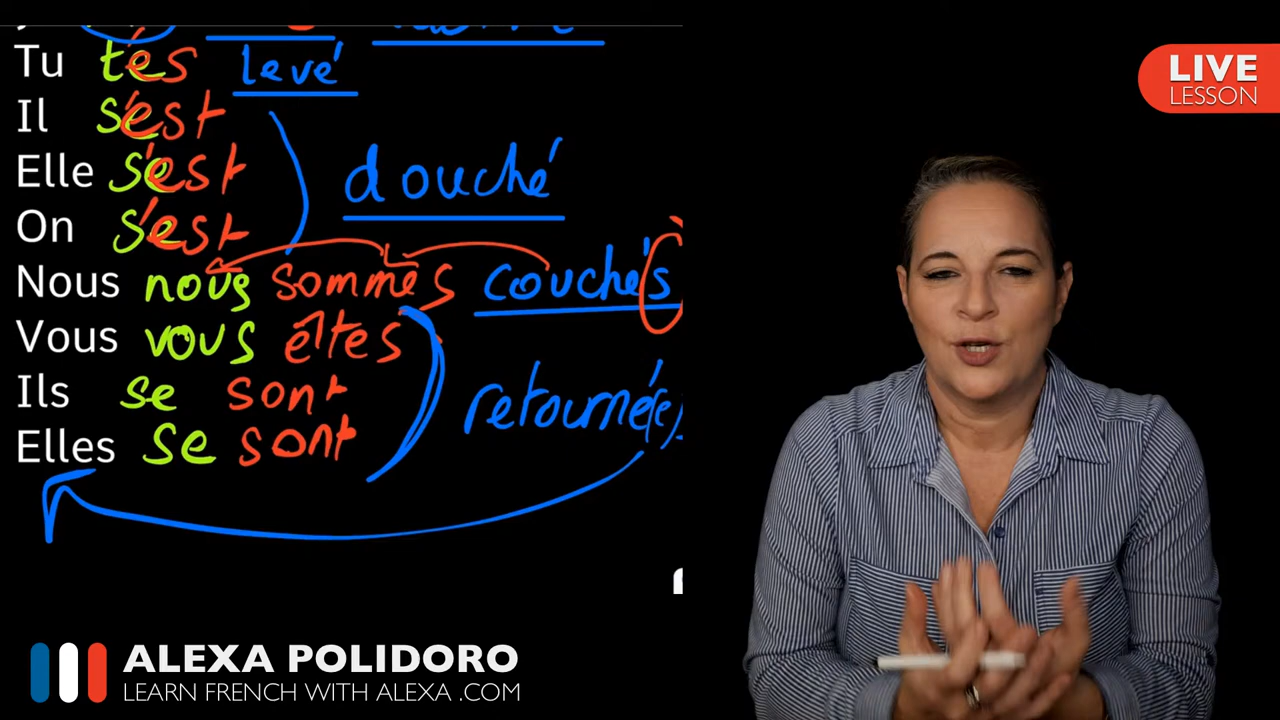 Tu t'es levé
Il s'est
Elle s'est
On s'est
douché
Nous nous sommes couchés
Vous vous êtes
Ils se sont
Elles se sont
retourné(e)
LIVE
LESSON
ALEXA POLIDORO
LEARN FRENCH WITH ALEXA .COM